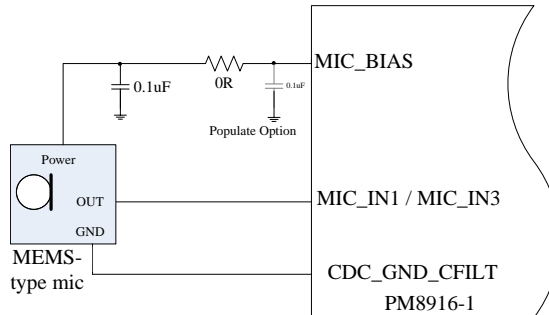 MIC_BIAS
0.1uF
0R
0.1uF
Populate Option
Power
OUT
GND
MEMS-
type mic
MIC_IN1 / MIC_IN3
CDC_GND_CFILT
PM8916-1